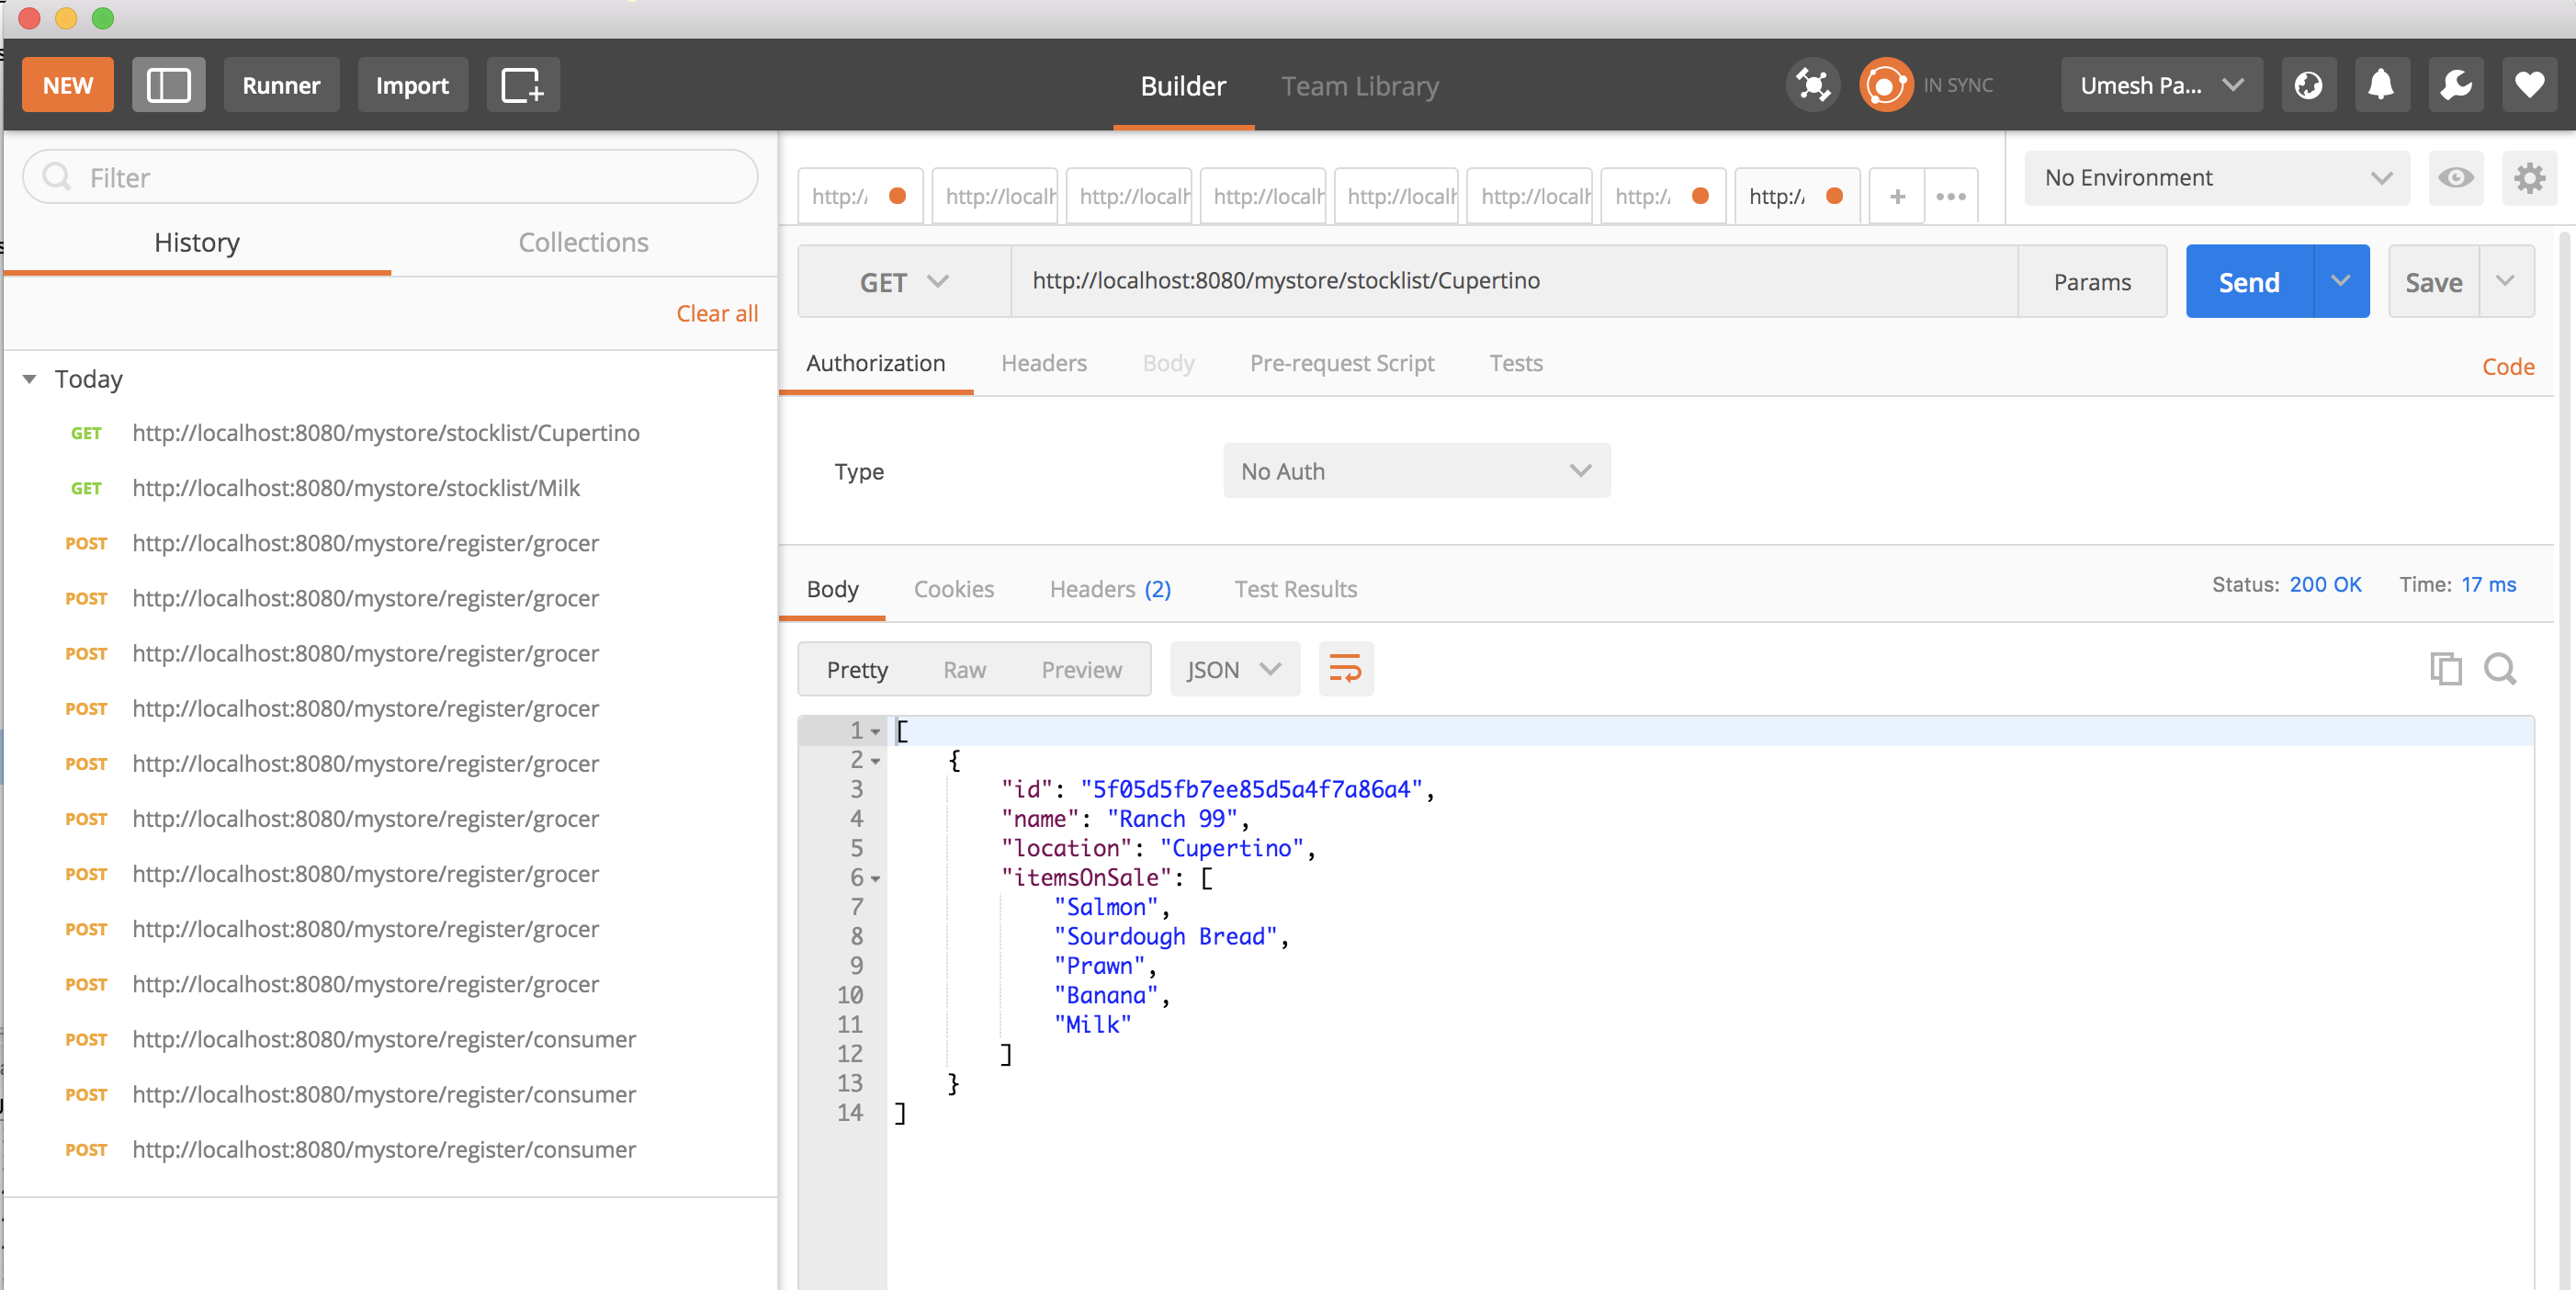 NEW Runner Import Builder Team Library IN SYNC Umesh Pa...
Filter
History Collections
Clear all
Today
GET http://localhost:8080/mystore/stocklist/Cupertino
GET http://localhost:8080/mystore/stocklist/Milk
POST http://localhost:8080/mystore/register/grocer
POST http://localhost:8080/mystore/register/grocer
POST http://localhost:8080/mystore/register/grocer
POST http://localhost:8080/mystore/register/grocer
POST http://localhost:8080/mystore/register/grocer
POST http://localhost:8080/mystore/register/grocer
POST http://localhost:8080/mystore/register/grocer
POST http://localhost:8080/mystore/register/grocer
POST http://localhost:8080/mystore/register/grocer
POST http://localhost:8080/mystore/register/consumer
POST http://localhost:8080/mystore/register/consumer
POST http://localhost:8080/mystore/register/consumer
http:/ http://local http://local http://local http://local http://local http:/ http:/ + ••• No Environment
GET http://localhost:8080/mystore/stocklist/Cupertino Params Send Save
Authorization Headers Body Pre-request Script Tests Code
Type No Auth
Body Cookies Headers (2) Test Results Status: 200 OK Time: 17 ms
Pretty Raw Preview JSON
1 [
2 {
3 "id": "5f05d5fb7ee85d5a4f7a86a4",
4 "name": "Ranch 99",
5 "location": "Cupertino",
6 "itemsOnSale": [
7 "Salmon",
8 "Sourdough Bread",
9 "Prawn",
10 "Banana",
11 "Milk"
12 ]
13 }
14 ]